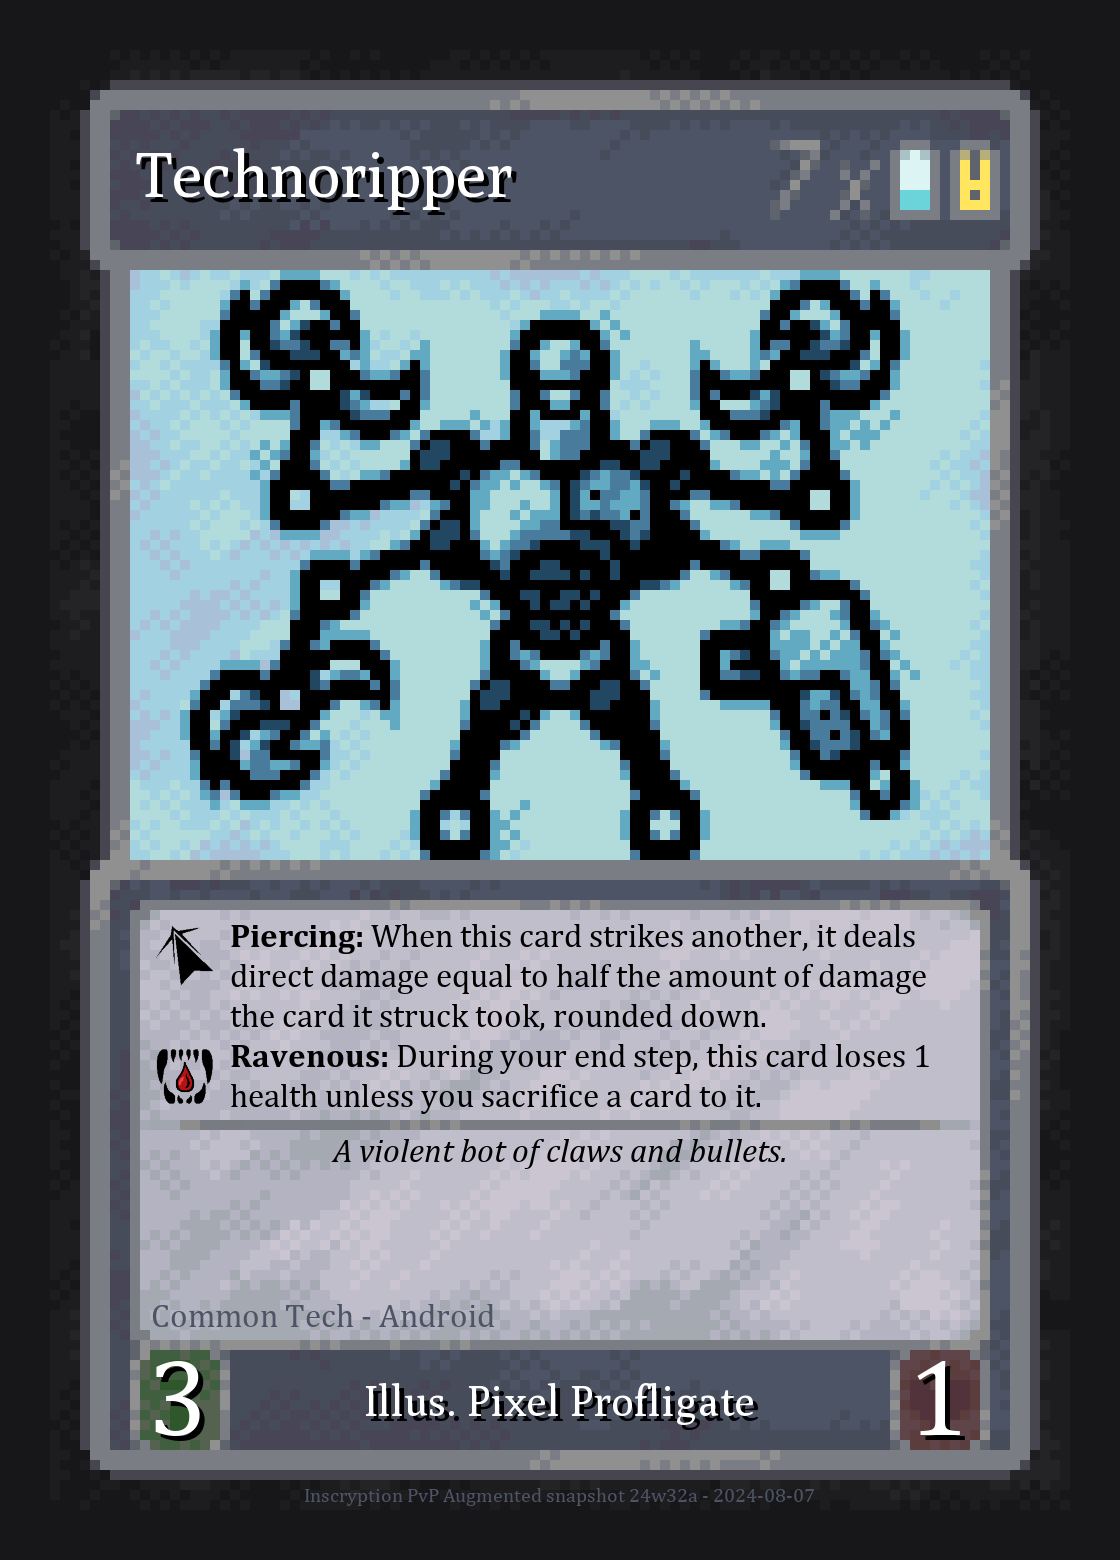 Technoripper 7x
Piercing: When this card strikes another, it deals
direct damage equal to half the amount of damage
the card it struck took, rounded down.
Ravenous: During your end step, this card loses 1
health unless you sacrifice a card to it.
A violent bot of claws and bullets.
Common Tech - Android
3 Illus. Pixel Profligate 1
Inscryption PvP Augmented snapshot 24w32a - 2024-08-07